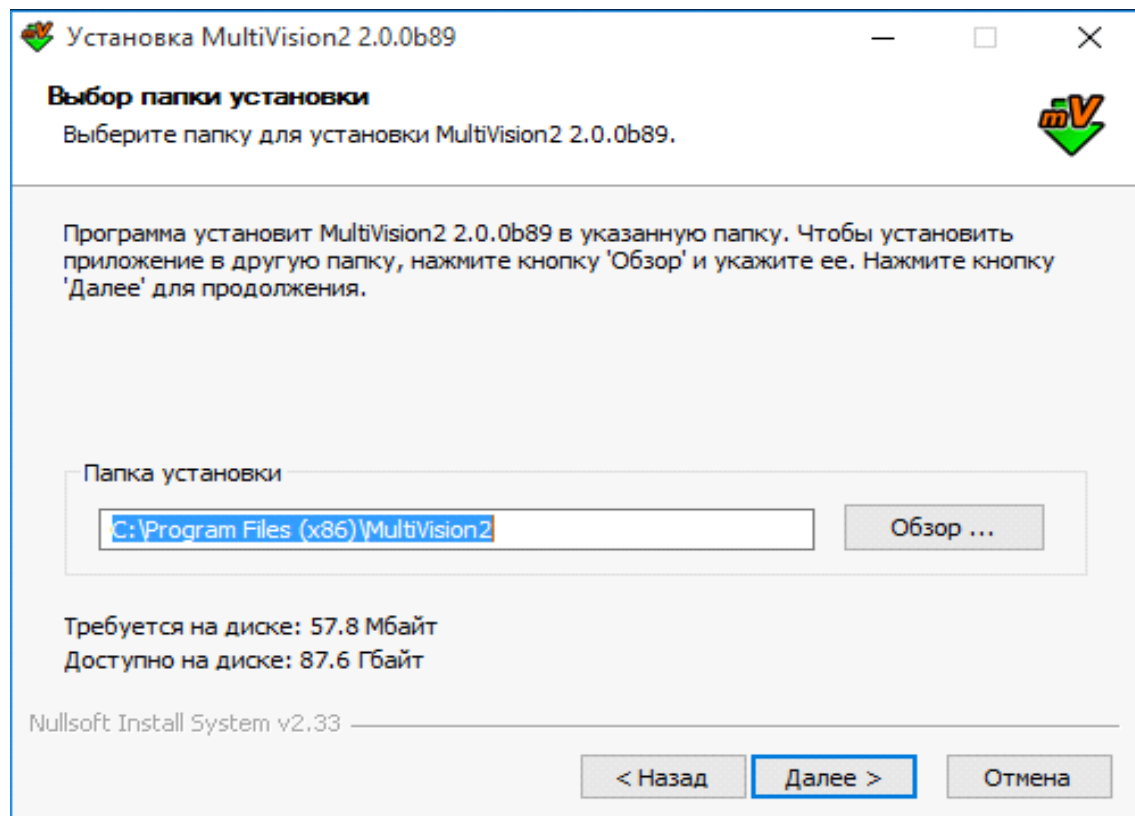 Установка MultiVision2 2.0.0b89
Выбор папки установки
Выберите папку для установки MultiVision2 2.0.0b89.
mV
Программа установит MultiVision2 2.0.0b89 в указанную папку. Чтобы установить
приложение в другую папку, нажмите кнопку 'Обзор' и укажите ее. Нажмите кнопку
'Далее' для продолжения.
Папка установки
C:\Program Files (x86)\MultiVision2
Обзор ...
Требуется на диске: 57.8 Мбайт
Доступно на диске: 87.6 Гбайт
Nullsoft Install System v2.33
< Назад
Далее >
Отмена